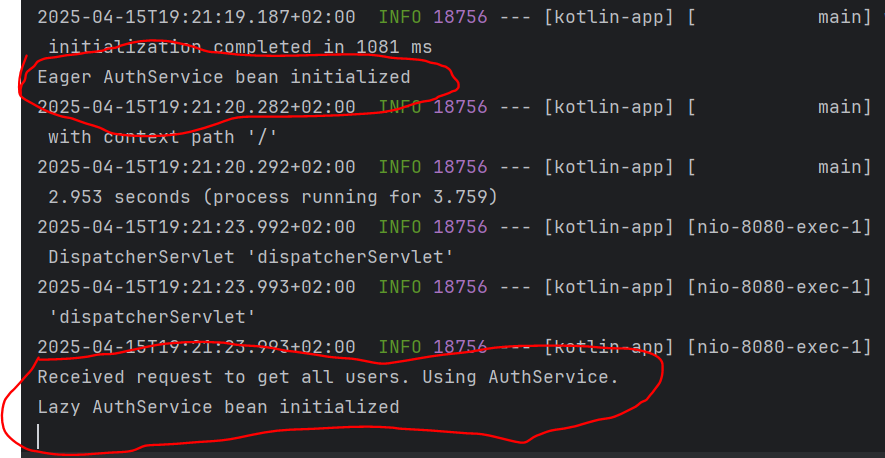 2025-04-15T19:21:19.187+02:00  INFO 18756 --- [kotlin-app] [           main]
 initialization completed in 1081 ms
Eager AuthService bean initialized
2025-04-15T19:21:20.282+02:00  INFO 18756 --- [kotlin-app] [           main]
 with context path '/'
2025-04-15T19:21:20.292+02:00  INFO 18756 --- [kotlin-app] [           main]
 2.953 seconds (process running for 3.759)
2025-04-15T19:21:23.992+02:00  INFO 18756 --- [kotlin-app] [nio-8080-exec-1]
 DispatcherServlet 'dispatcherServlet'
2025-04-15T19:21:23.993+02:00  INFO 18756 --- [kotlin-app] [nio-8080-exec-1]
 'dispatcherServlet'
2025-04-15T19:21:23.993+02:00  INFO 18756 --- [kotlin-app] [nio-8080-exec-1]
Received request to get all users. Using AuthService.
Lazy AuthService bean initialized